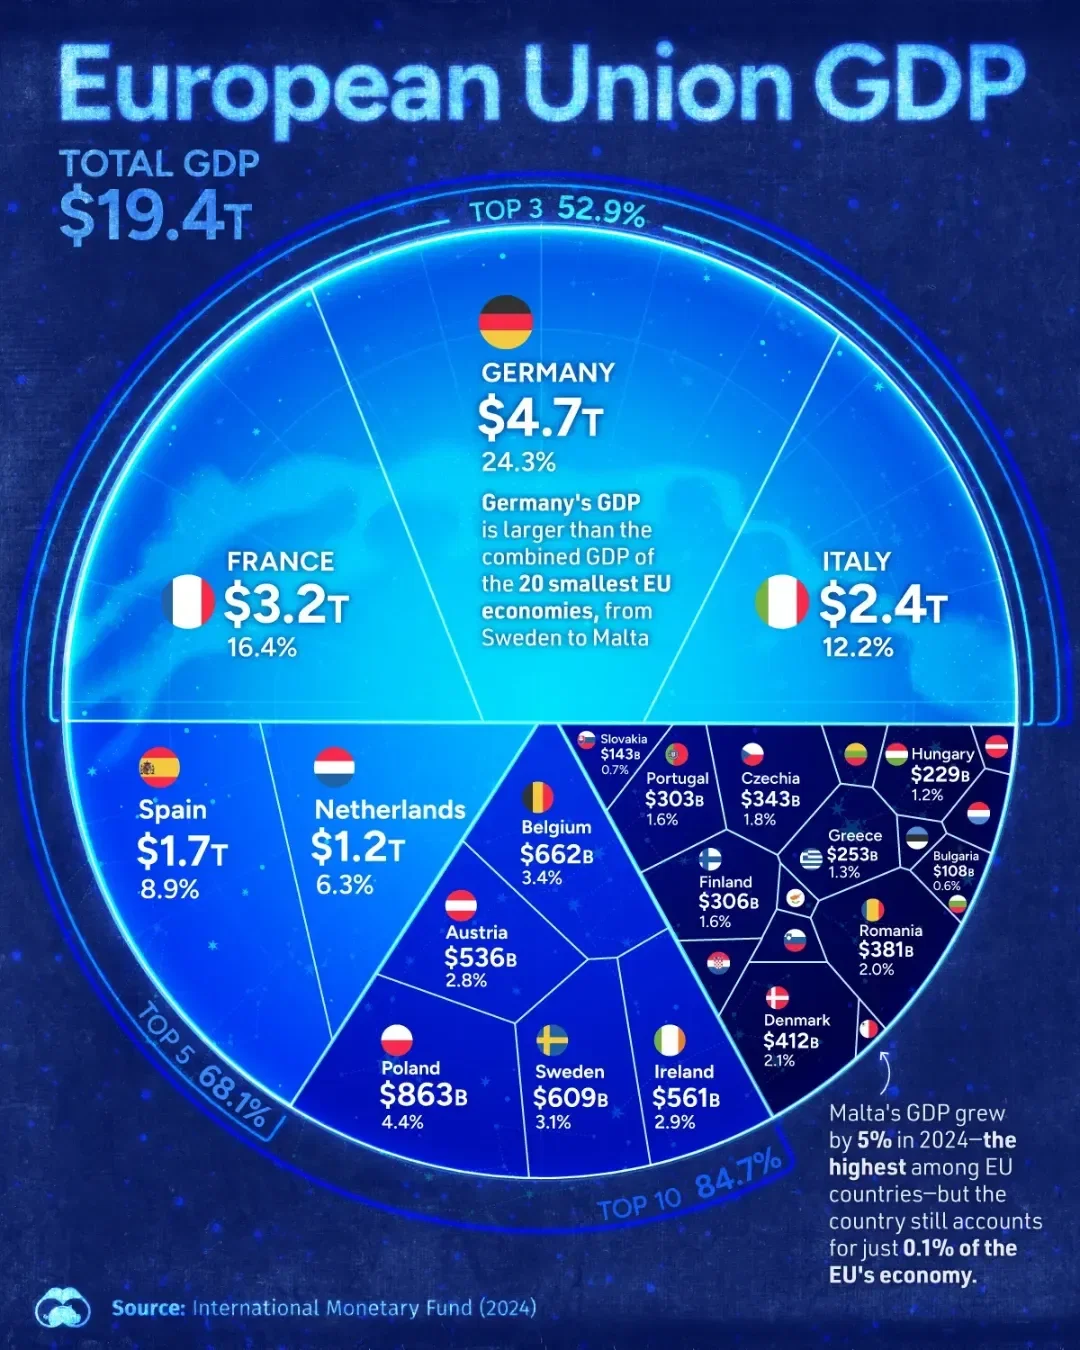 European Union GDP
TOTAL GDP
$19.4T
TOP 3 52.9%
GERMANY
$4.7T
24.3%
Germany's GDP
is larger than the
combined GDP of
the 20 smallest EU
economies, from
Sweden to Malta
FRANCE
$3.2T
16.4%
ITALY
$2.4T
12.2%
Spain
$1.7T
8.9%
Netherlands
$1.2T
6.3%
Belgium
$662B
3.4%
Austria
$536B
2.8%
Poland
$863B
4.4%
Sweden
$609B
3.1%
Ireland
$561B
2.9%
Slovakia
$143B
0.7%
Portugal
$303B
1.6%
Czechia
$343B
1.8%
Hungary
$229B
1.2%
Greece
$253B
1.3%
Bulgaria
$108B
0.6%
Finland
$306B
1.6%
Romania
$381B
2.0%
Denmark
$412B
2.1%
TOP 5 68.1%
TOP 10 84.7%
Malta's GDP grew
by 5% in 2024—the
highest among EU
countries—but the
country still accounts
for just 0.1% of the
EU's economy.
Source: International Monetary Fund (2024)